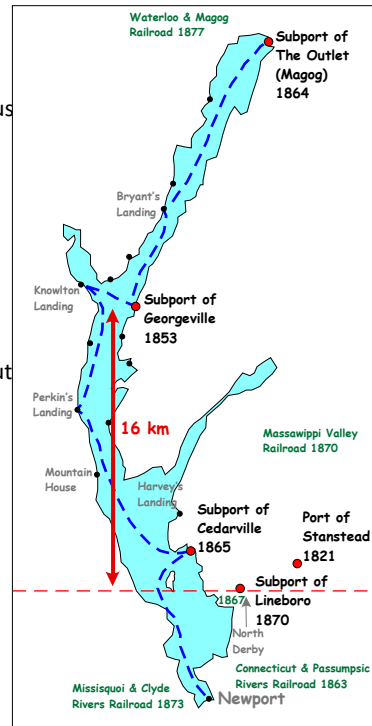 Waterloo & Magog
Railroad 1877
Subport of
The Outlet
(Magog)
1864
us
Bryant's
Landing
Knowlton
Landing
Subport of
Georgeville
1853
ut
Perkin's
Landing
16 km
Massawippi Valley
Railroad 1870
Mountain
House
Harvey's
Landing
Subport of
Cedarville
1865
Port of
Stanstead
1821
1867
Subport of
Lineboro
1870
North
Derby
Connecticut & Passumpsic
Rivers Railroad 1863
Missisquoi & Clyde
Rivers Railroad 1873
Newport